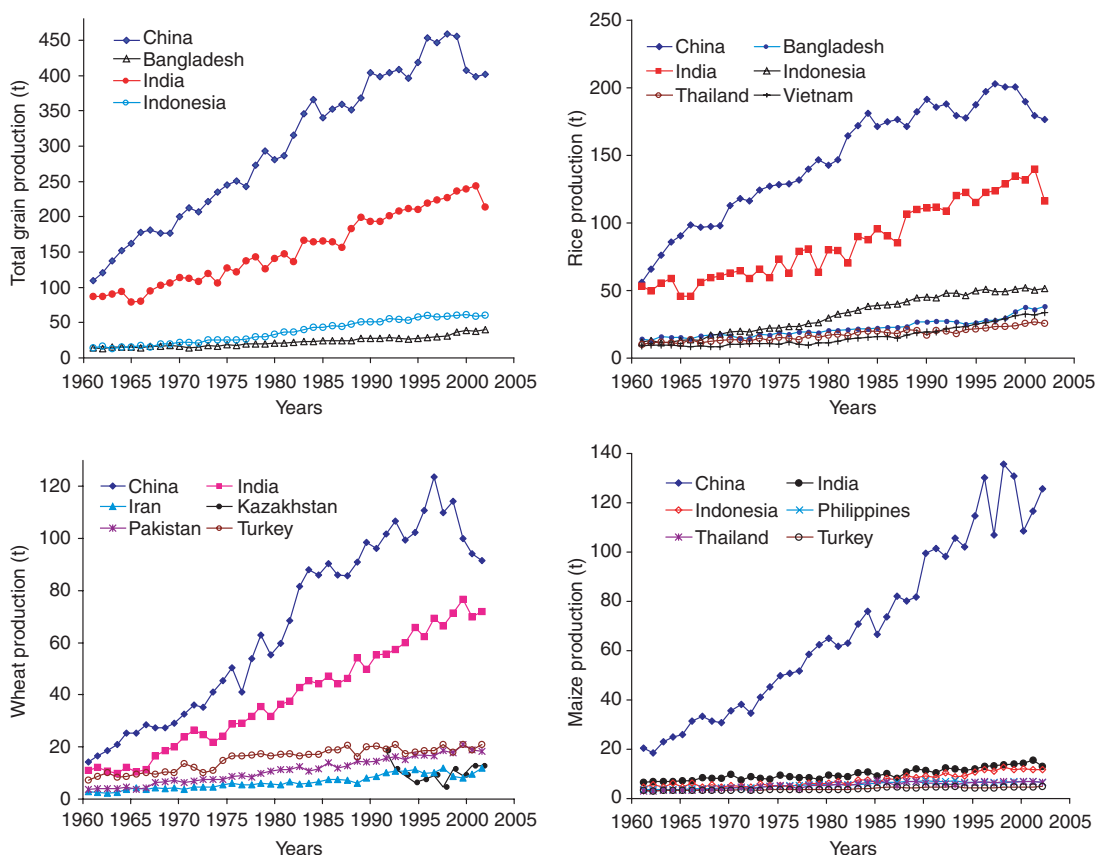 Total grain production (t)
450
400
350
300
250
200
150
100
50
0
China
Bangladesh
India
Indonesia
1960 1965 1970 1975 1980 1985 1990 1995 2000 2005
Years
Rice production (t)
250
200
150
100
50
0
China Bangladesh
India Indonesia
Thailand Vietnam
1960 1965 1970 1975 1980 1985 1990 1995 2000 2005
Years
Wheat production (t)
120
100
80
60
40
20
0
China India
Iran Kazakhstan
Pakistan Turkey
1960 1965 1970 1975 1980 1985 1990 1995 2000 2005
Years
Maize production (t)
140
120
100
80
60
40
20
0
China India
Indonesia Philippines
Thailand Turkey
1960 1965 1970 1975 1980 1985 1990 1995 2000 2005
Years